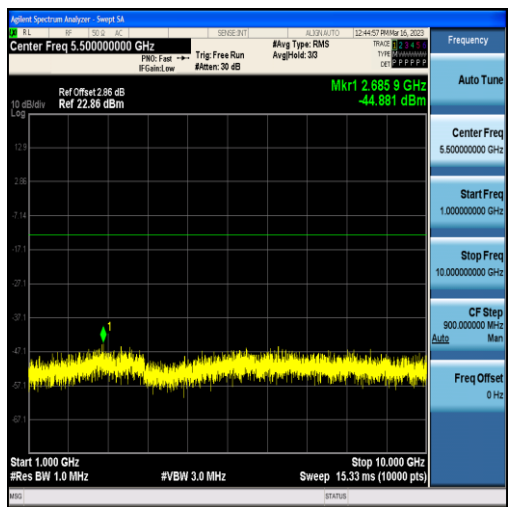 Agilent Spectrum Analyzer - Swept SA
RL RF 50 Ω AC SENSE:INT ALIGN AUTO 12:44:57 PM Mar 16, 2023
Center Freq 5.500000000 GHz
PNO: Fast
IFGain:Low
Trig: Free Run
#Atten: 30 dB
#Avg Type: RMS
Avg|Hold: 3/3
TRACE 1 2 3 4 5 6
TYPE
DET P P P P P P
Ref Offset 2.86 dB
10 dB/div Ref 22.86 dBm
Log
Mkr1 2.685 9 GHz
-44.881 dBm
12.9
2.86
-7.14
-17.1
-27.1
-37.1
-47.1
-57.1
-67.1
1
Start 1.000 GHz Stop 10.000 GHz
#Res BW 1.0 MHz #VBW 3.0 MHz Sweep 15.33 ms (10000 pts)
MSG STATUS
Frequency
Auto Tune
Center Freq
5.500000000 GHz
Start Freq
1.000000000 GHz
Stop Freq
10.000000000 GHz
CF Step
900.000000 MHz
Auto Man
Freq Offset
0 Hz